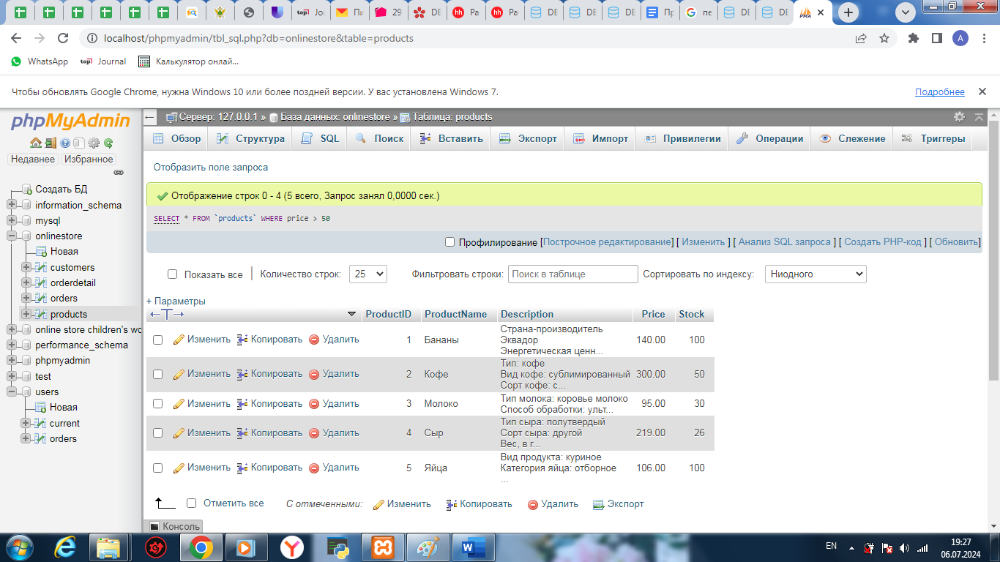 top! Jou
Пи
29
DE
hh Ра
hh Ра
DE
DE
DE
Пр
пе
DE
DE
PMA
localhost/phpmyadmin/tbl_sql.php?db=onlinestore&table=products
A
WhatsApp
top! Journal
Калькулятор онлай...
Чтобы обновлять Google Chrome, нужна Windows 10 или более поздней версии. У вас установлена Windows 7.
Подробнее
phpMyAdmin
Недавнее Избранное
Создать БД
information_schema
mysql
onlinestore
Новая
customers
orderdetail
orders
products
online store children's wo
performance_schema
phpmyadmin
test
users
Новая
current
orders
Сервер: 127.0.0.1 » База данных: onlinestore » Таблица: products
Обзор Структура SQL Поиск Вставить Экспорт Импорт Привилегии Операции Слежение Триггеры
Отобразить поле запроса
Отображение строк 0 - 4 (5 всего, Запрос занял 0,0000 сек.)
SELECT * FROM `products` WHERE price > 50
Профилирование [Построчное редактирование] [ Изменить ] [ Анализ SQL запроса ] [ Создать PHP-код ] [ Обновить]
Показать все | Количество строк: 25 Фильтровать строки: Поиск в таблице Сортировать по индексу: Ниодного
+ Параметры
←T→ ProductID ProductName Description Price Stock
Изменить Копировать Удалить 1 Бананы Страна-производитель 140.00 100
Эквадор
Энергетическая ценн...
Изменить Копировать Удалить 2 Кофе Тип: кофе 300.00 50
Вид кофе: сублимированный
Сорт кофе: с...
Изменить Копировать Удалить 3 Молоко Тип молока: коровье молоко 95.00 30
Способ обработки: ульт...
Изменить Копировать Удалить 4 Сыр Тип сыра: полутвердый 219.00 26
Сорт сыра: другой
Вес, в г...
Изменить Копировать Удалить 5 Яйца Вид продукта: куриное 106.00 100
Категория яйца: отборное
...
Отметить все С отмеченными: Изменить Копировать Удалить Экспорт
Консоль
EN
19:27
06.07.2024